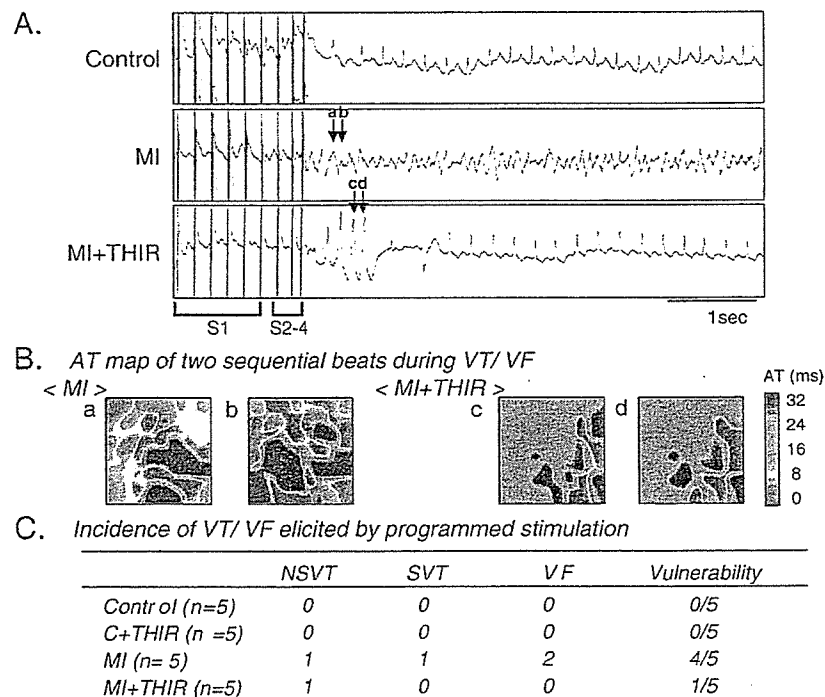 A.
Control
MI
ab
cd
MI+THIR
S1 S2-4
1sec
B. AT map of two sequential beats during VT/ VF
< MI > < MI+THIR > AT (ms)
a b c d
32
24
16
8
0
C. Incidence of VT/ VF elicited by programmed stimulation
NSVT SVT VF Vulnerability
Control (n=5) 0 0 0 0/5
C+THIR (n =5) 0 0 0 0/5
MI (n= 5) 1 1 2 4/5
MI+THIR (n=5) 1 0 0 1/5